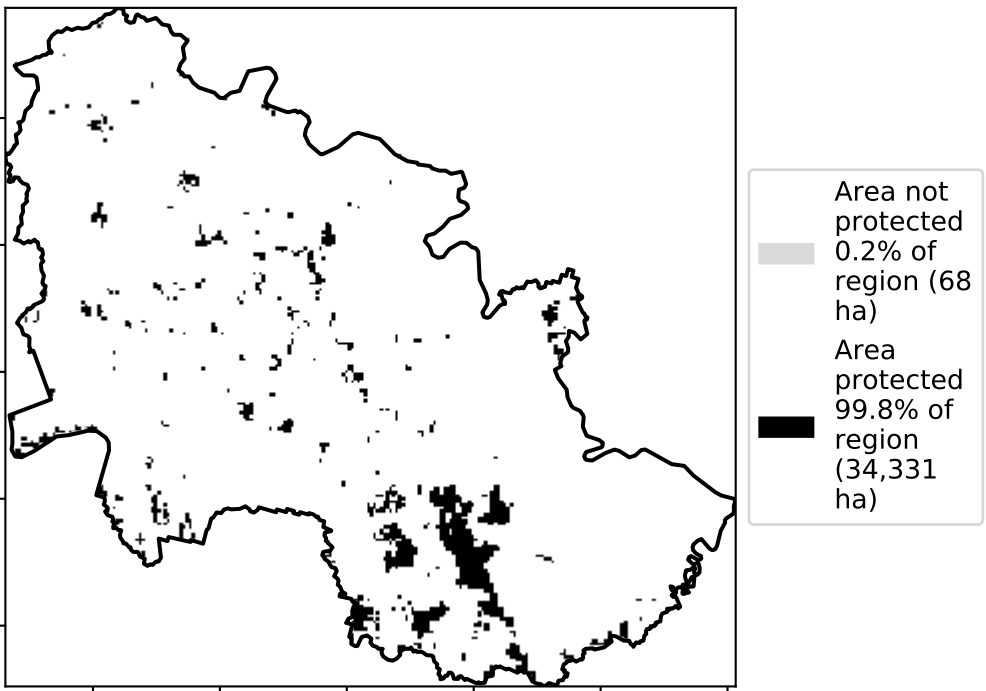 Area not
protected
0.2% of
region (68
ha)
Area
protected
99.8% of
region
(34,331
ha)